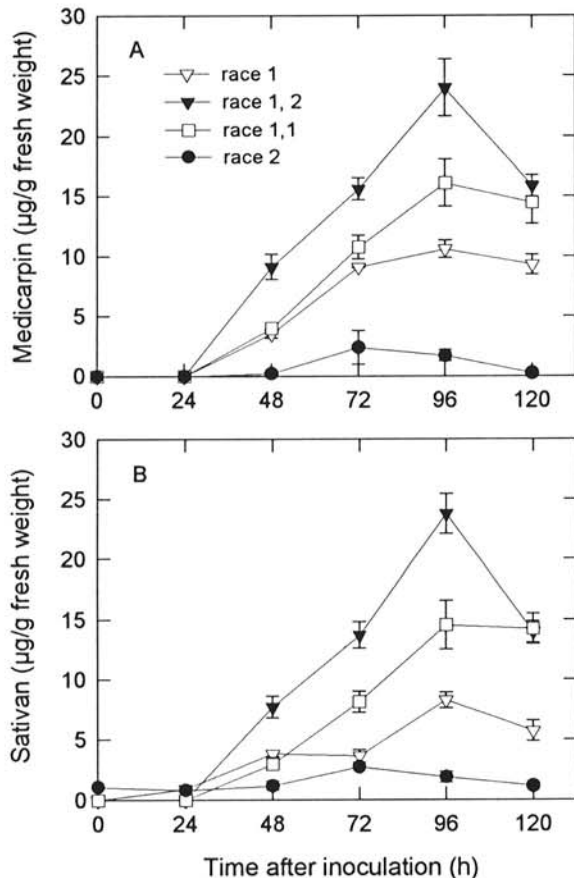 30
A
25
race 1
race 1, 2
20
race 1,1
race 2
15
10
5
0
Medicarpin (µg/g fresh weight)
0 24 48 72 96 120
30
B
25
20
15
10
5
0
Sativan (µg/g fresh weight)
0 24 48 72 96 120
Time after inoculation (h)